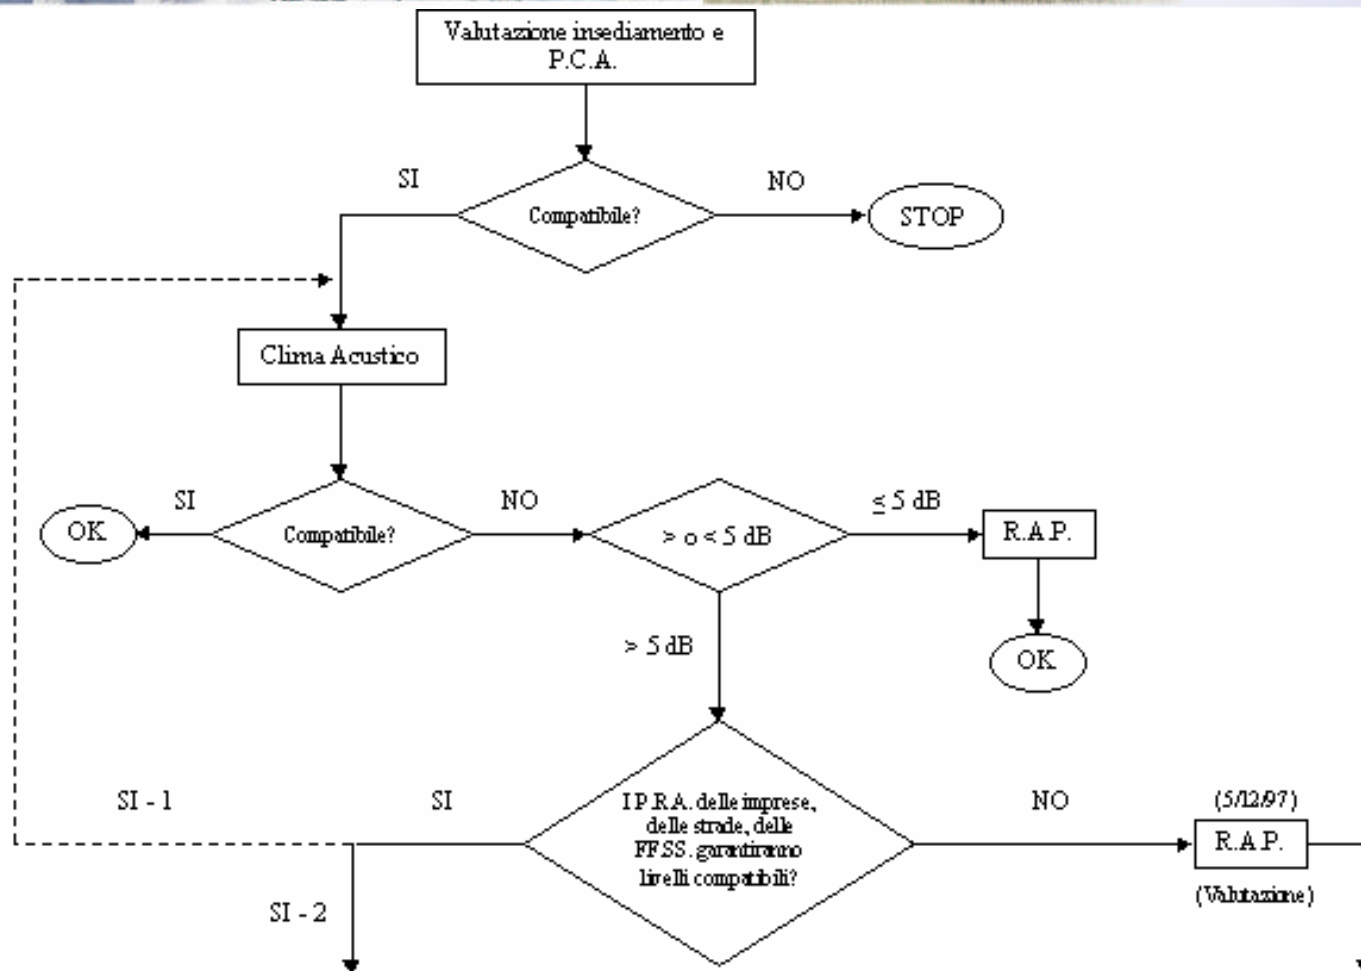 Valutazione insediamento e
P.C.A.
SI
NO
Compatibile?
STOP
Clima Acustico
SI
NO
≤ 5 dB
OK
Compatibile?
> o < 5 dB
R.A.P.
> 5 dB
OK
SI - 1
SI
I P.R.A. delle imprese,
delle strade, delle
FF.SS. garantiranno
livelli compatibili?
NO
(5/12/97)
R.A.P.
(Valutazione)
SI - 2